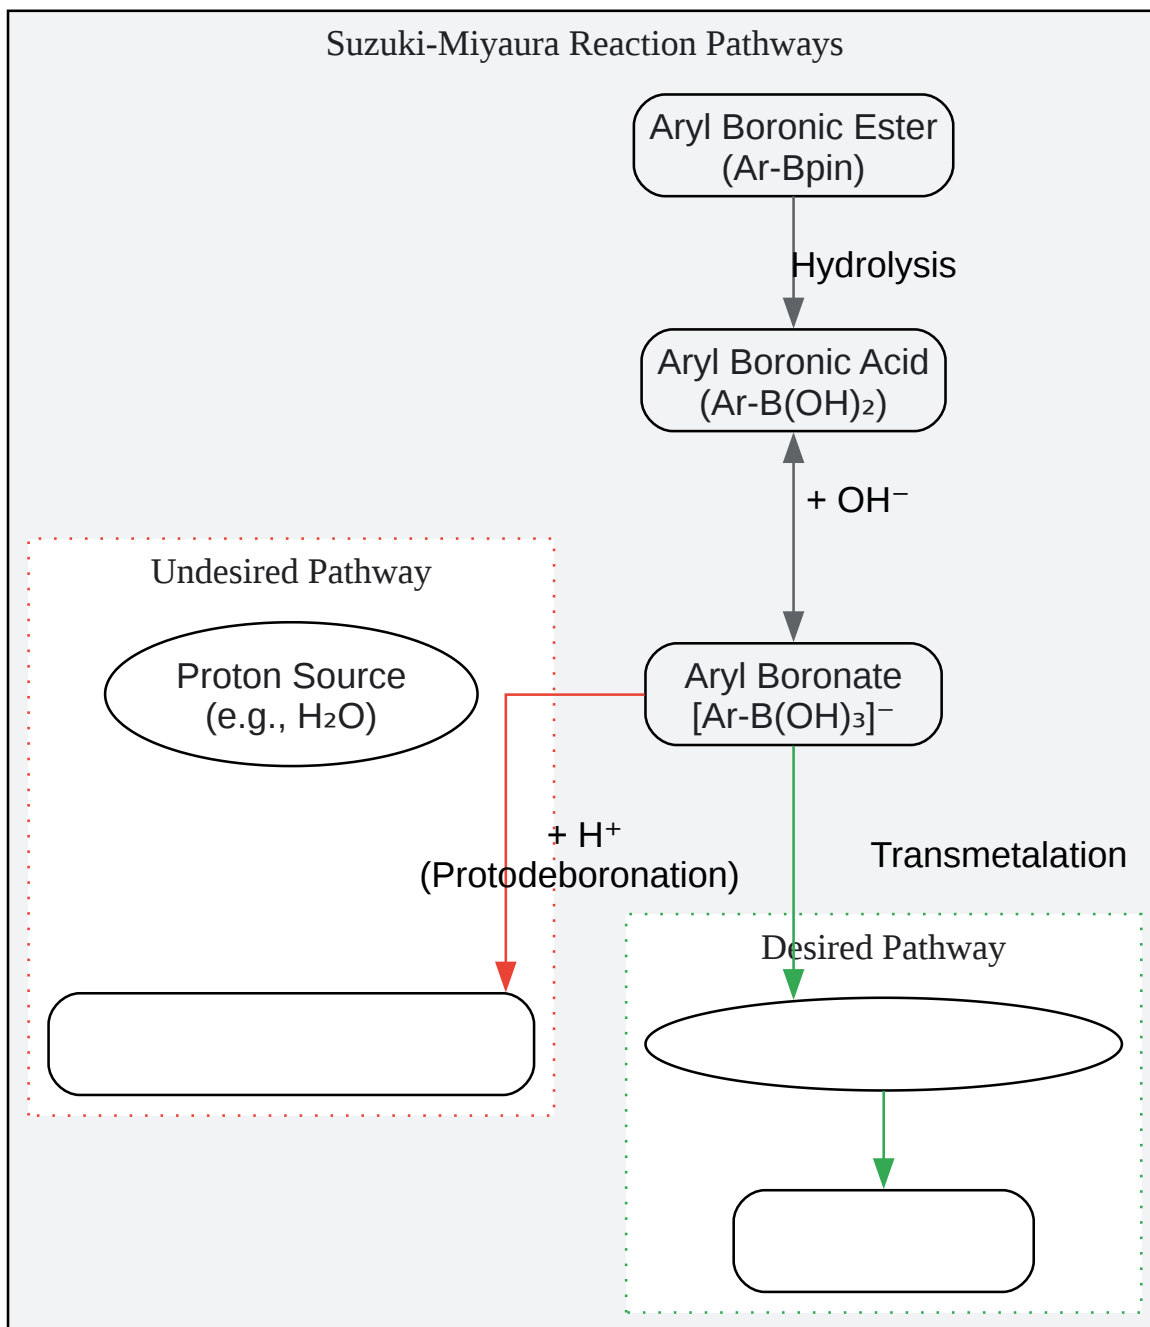 Suzuki-Miyaura Reaction Pathways
Aryl Boronic Ester
(Ar-Bpin)
Hydrolysis
Aryl Boronic Acid
(Ar-B(OH)₂)
+ OH⁻
Undesired Pathway
Proton Source
(e.g., H₂O)
Aryl Boronate
[Ar-B(OH)₃]⁻
+ H⁺
(Protodeboronation)
Transmetalation
Desired Pathway